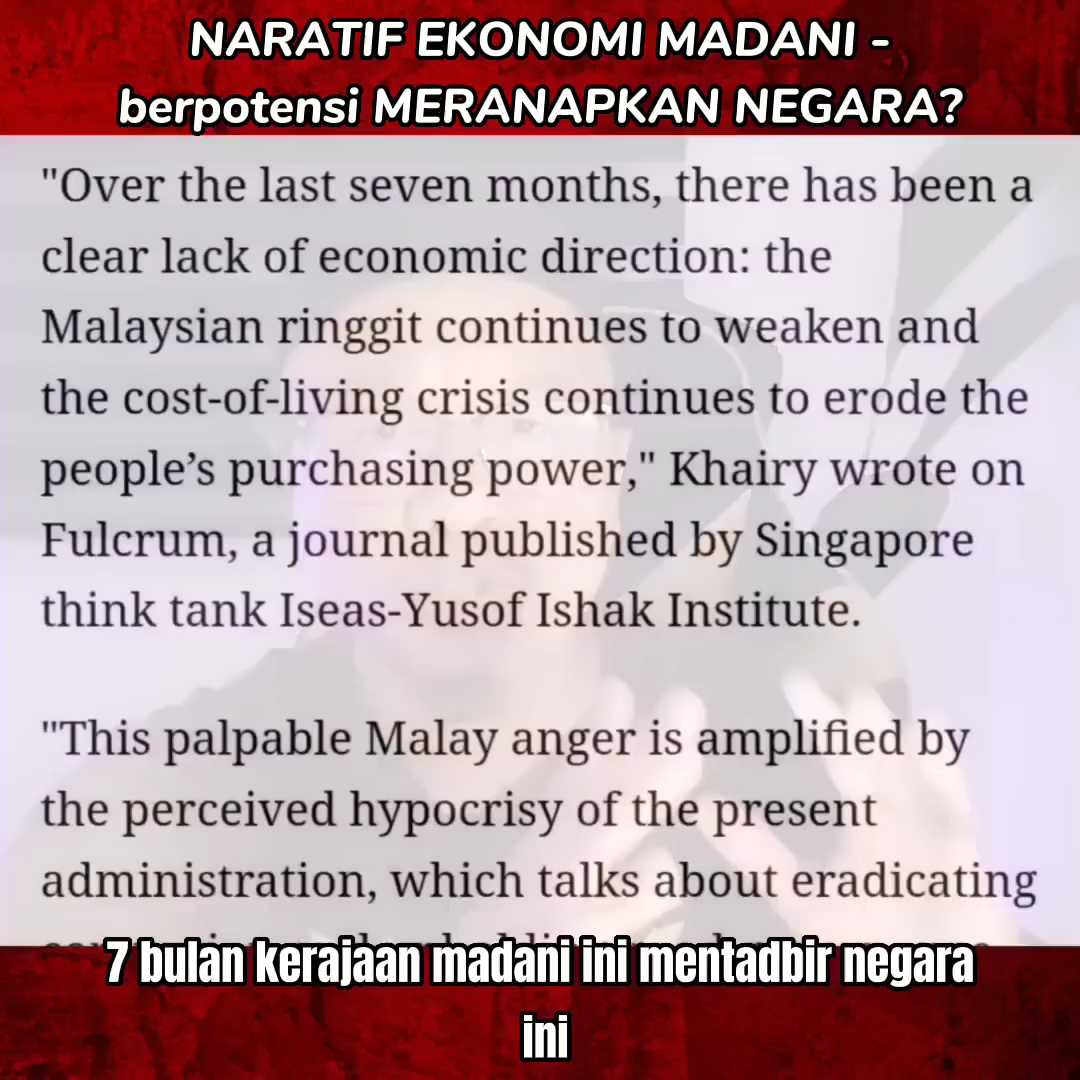 NARATIF EKONOMI MADANI -
berpotensi MERANAPKAN NEGARA?
"Over the last seven months, there has been a
clear lack of economic direction: the
Malaysian ringgit continues to weaken and
the cost-of-living crisis continues to erode the
people’s purchasing power," Khairy wrote on
Fulcrum, a journal published by Singapore
think tank Iseas-Yusof Ishak Institute.
"This palpable Malay anger is amplified by
the perceived hypocrisy of the present
administration, which talks about eradicating
7 bulan kerajaan madani ini mentadbir negara
ini